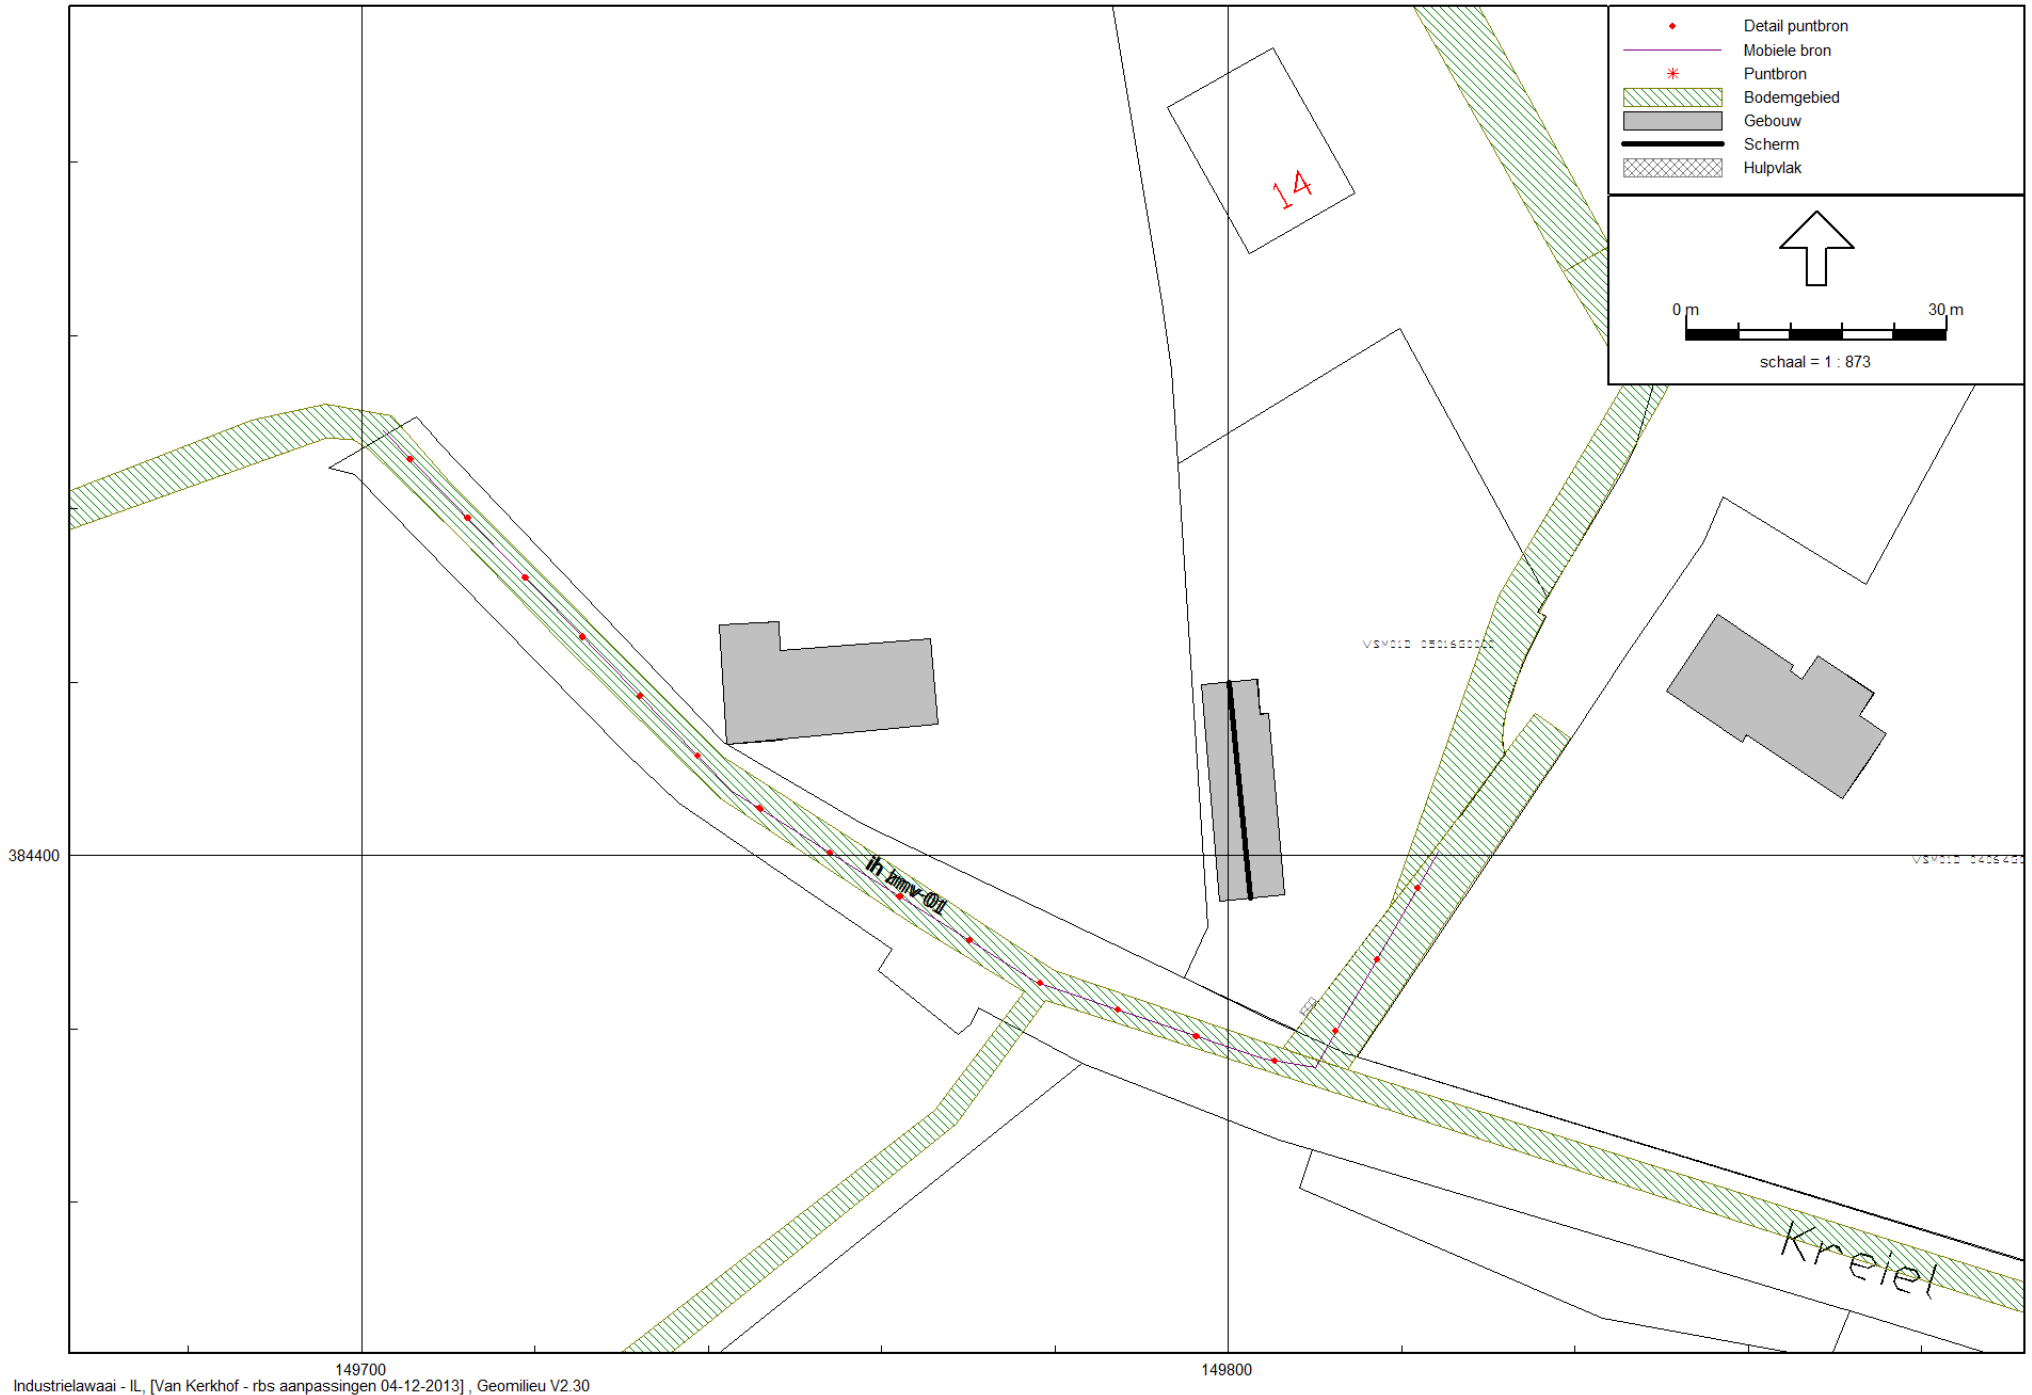 Detail puntbron
Mobiele bron
Puntbron
Bodemgebied
Gebouw
Scherm
Hulpvlak
14
0 m 30 m
schaal = 1 : 873
384400
Kreiel
149700 149800
Industrielawaai - IL, [Van Kerkhof - rbs aanpassingen 04-12-2013] , Geomilieu V2.30